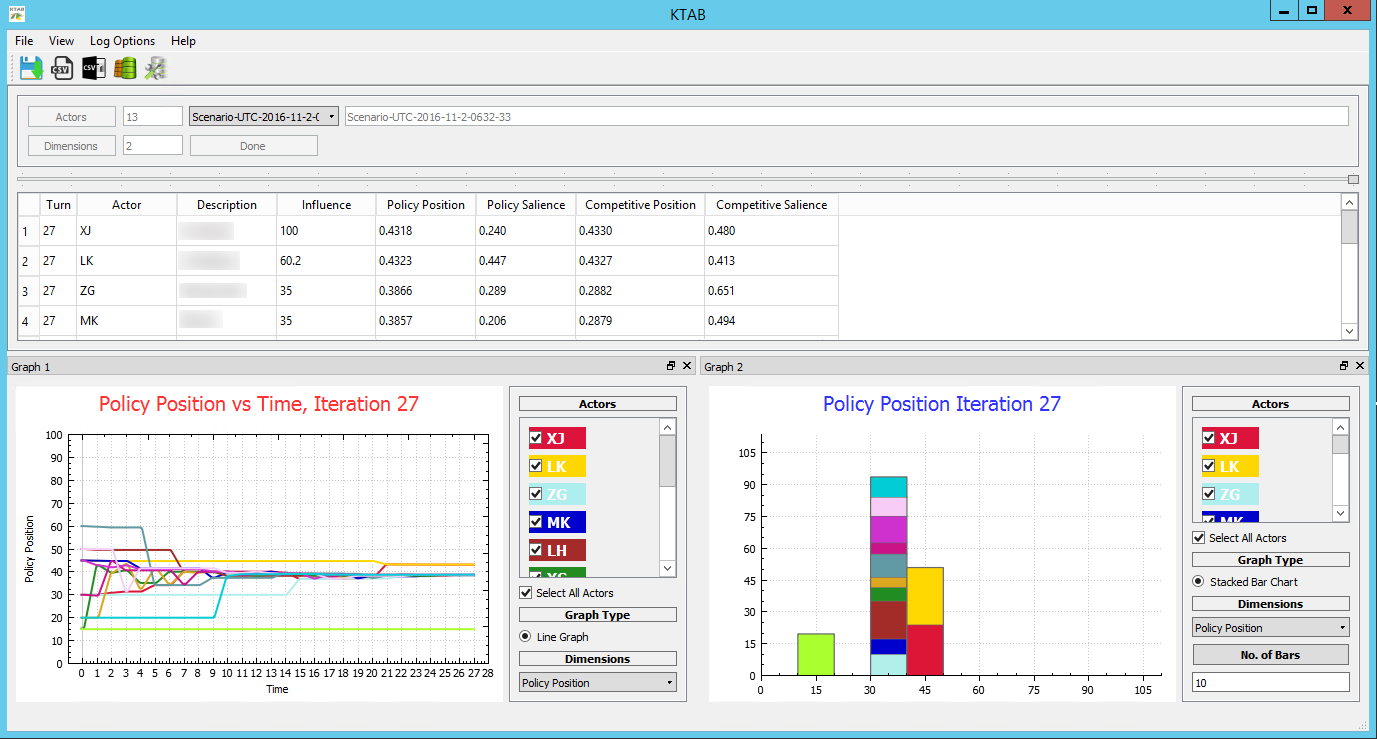 KTAB
KTAB
File View Log Options Help
CSV CSV
Actors 13 Scenario-UTC-2016-11-2-0 Scenario-UTC-2016-11-2-0632-33
Dimensions 2 Done
Turn Actor Description Influence Policy Position Policy Salience Competitive Position Competitive Salience
1 27 XJ 100 0.4318 0.240 0.4330 0.480
2 27 LK 60.2 0.4323 0.447 0.4327 0.413
3 27 ZG 35 0.3866 0.289 0.2882 0.651
4 27 MK 35 0.3857 0.206 0.2879 0.494
Graph 1
Policy Position vs Time, Iteration 27
100
90
80
70
60
50
40
30
20
10
0
Policy Position
0 1 2 3 4 5 6 7 8 9 10 11 12 13 14 15 16 17 18 19 20 21 22 23 24 25 26 27 28
Time
Actors
XJ
LK
ZG
MK
LH
Select All Actors
Graph Type
Line Graph
Dimensions
Policy Position
Graph 2
Policy Position Iteration 27
105
90
75
60
45
30
15
0
0 15 30 45 60 75 90 105
Actors
XJ
LK
ZG
MK
Select All Actors
Graph Type
Stacked Bar Chart
Dimensions
Policy Position
No. of Bars
10